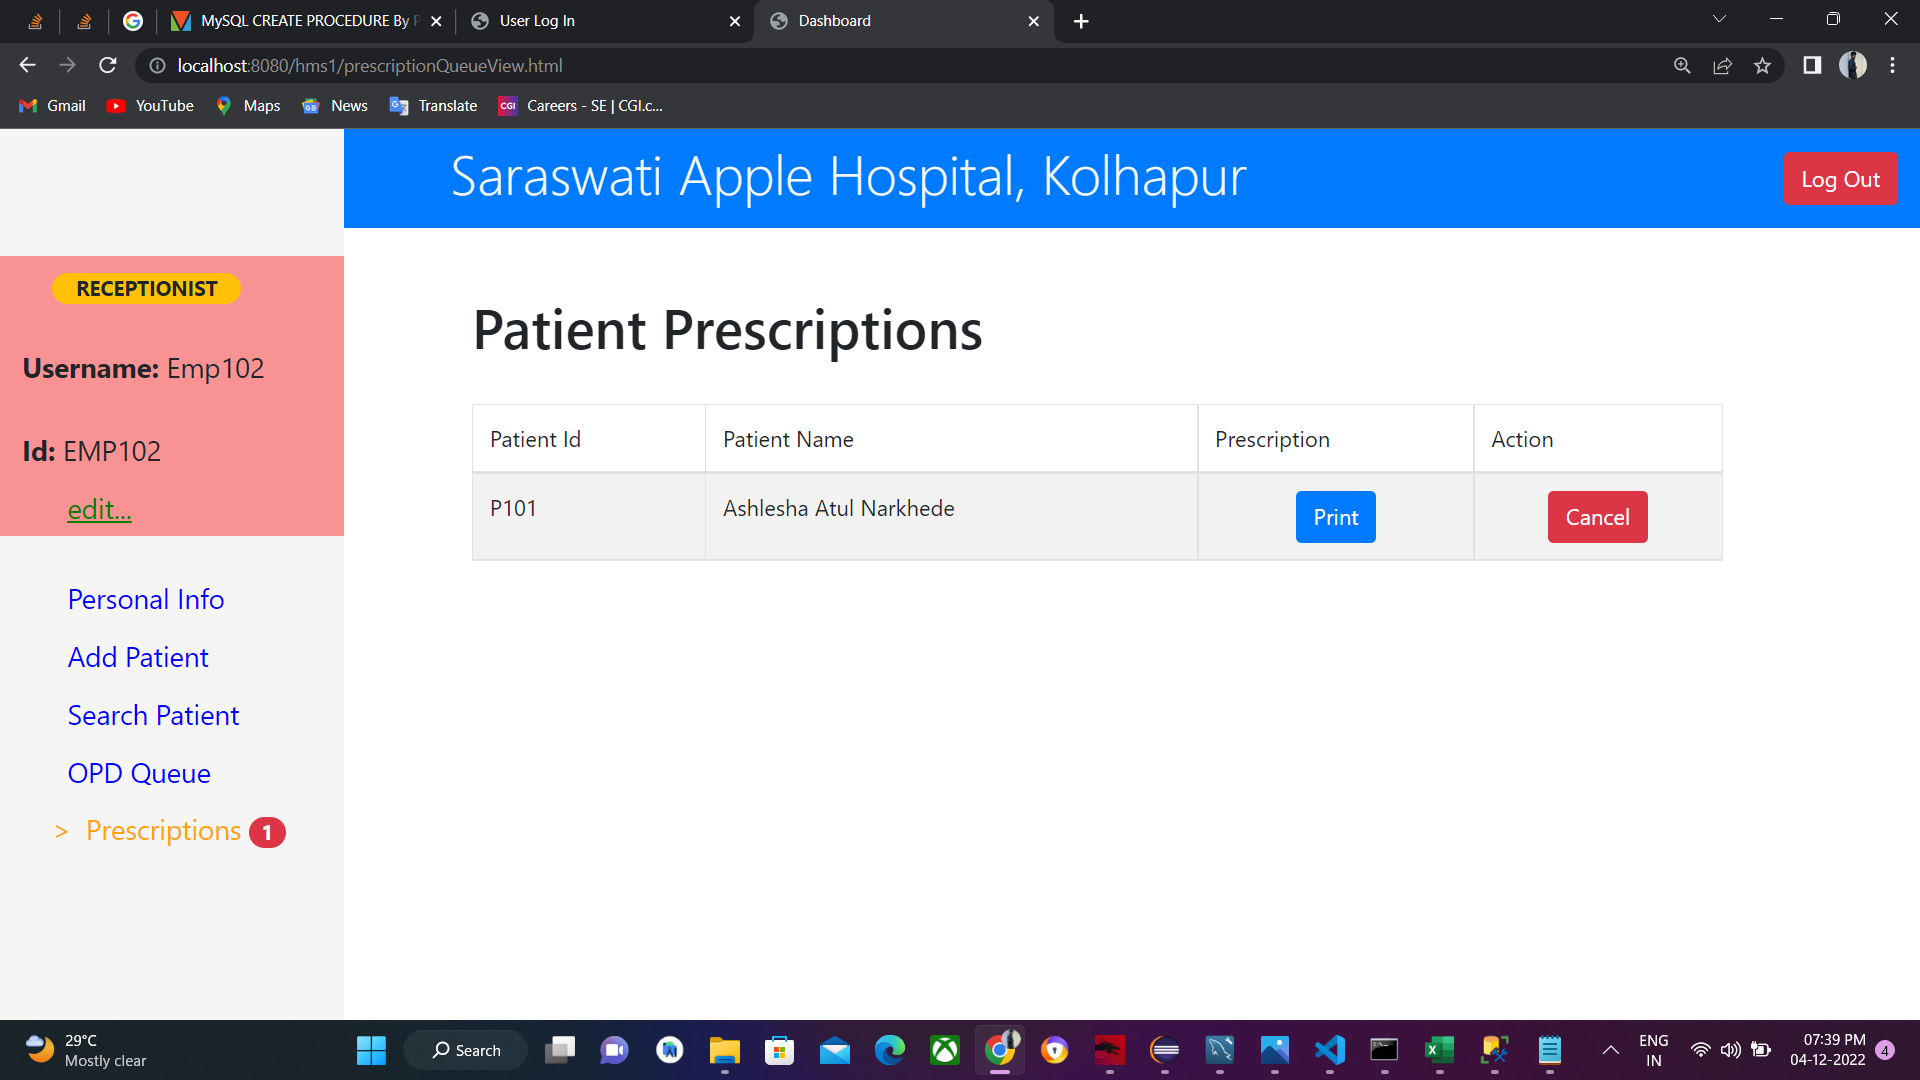 MySQL CREATE PROCEDURE By
User Log In
Dashboard
localhost:8080/hms1/prescriptionQueueView.html
Gmail
YouTube
Maps
News
Translate
CGI
Careers - SE | CGI.c...
Saraswati Apple Hospital, Kolhapur
Log Out
RECEPTIONIST
Username: Emp102
Id: EMP102
edit...
Personal Info
Add Patient
Search Patient
OPD Queue
> Prescriptions 1
Patient Prescriptions
Patient Id Patient Name Prescription Action
P101 Ashlesha Atul Narkhede Print Cancel
29°C
Mostly clear
Search
ENG
IN
07:39 PM
04-12-2022
4